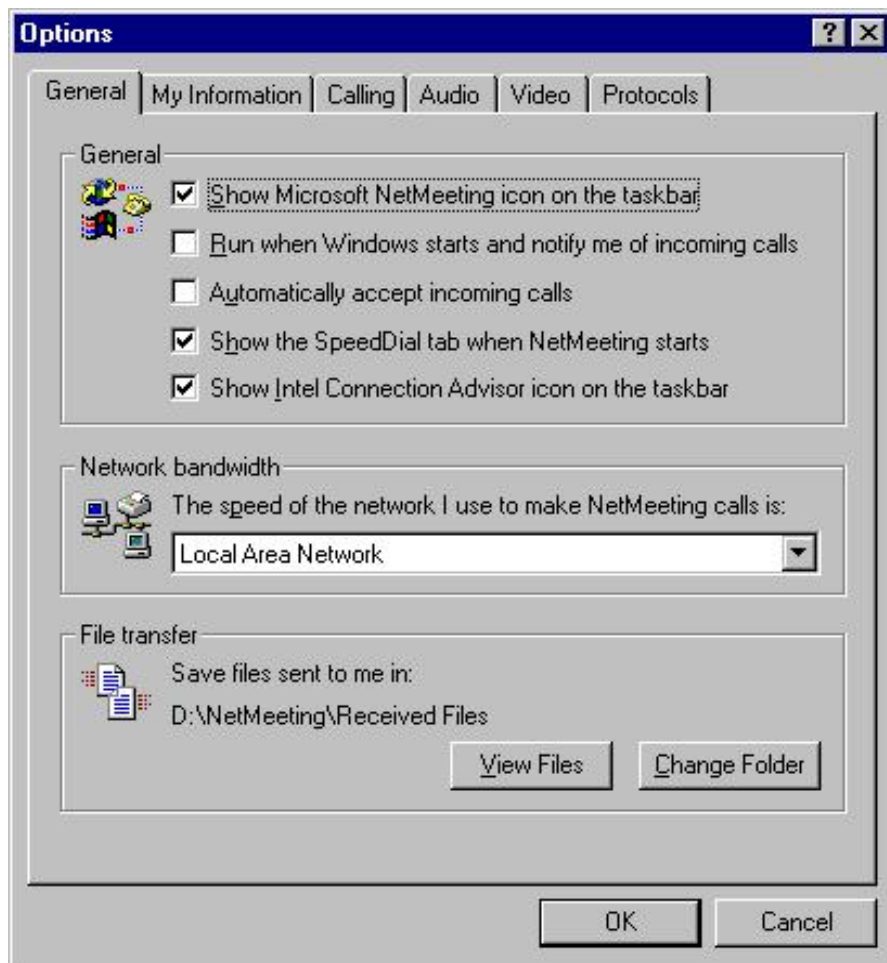 Options
General My Information Calling Audio Video Protocols
General
Show Microsoft NetMeeting icon on the taskbar
Run when Windows starts and notify me of incoming calls
Automatically accept incoming calls
Show the SpeedDial tab when NetMeeting starts
Show Intel Connection Advisor icon on the taskbar
Network bandwidth
The speed of the network I use to make NetMeeting calls is:
Local Area Network
File transfer
Save files sent to me in:
D:\NetMeeting\Received Files
View Files Change Folder
OK Cancel